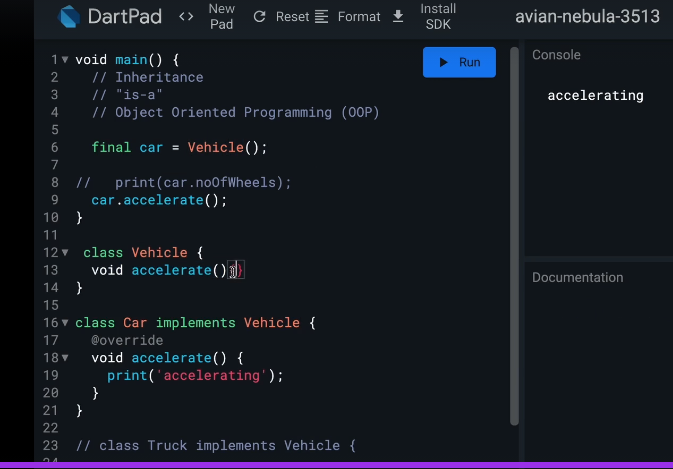 DartPad <> New Pad Reset Format Install SDK avian-nebula-3513
Run
Console
accelerating
Documentation
1 void main() {
2 // Inheritance
3 // "is-a"
4 // Object Oriented Programming (OOP)
5
6 final car = Vehicle();
7
8 // print(car.noOfWheels);
9 car.accelerate();
10 }
11
12 class Vehicle {
13 void accelerate(){}
14 }
15
16 class Car implements Vehicle {
17 @override
18 void accelerate() {
19 print('accelerating');
20 }
21 }
22
23 // class Truck implements Vehicle {
24